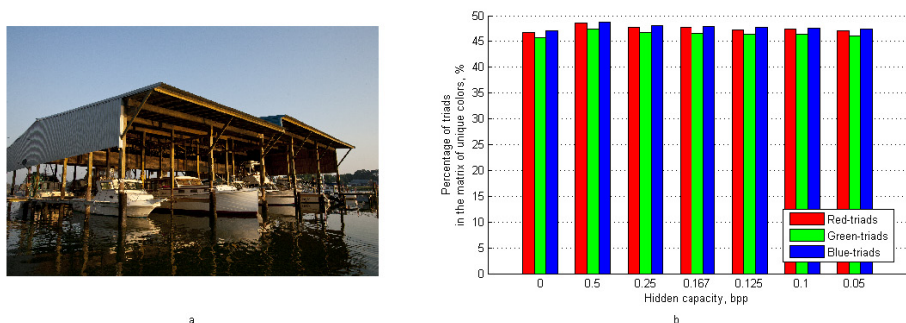 50
45
40
35
30
25
20
15
10
5
0
Percentage of triads
in the matrix of unique colors, %
Red-triads
Green-triads
Blue-triads
0 0.5 0.25 0.167 0.125 0.1 0.05
Hidden capacity, bpp
a b